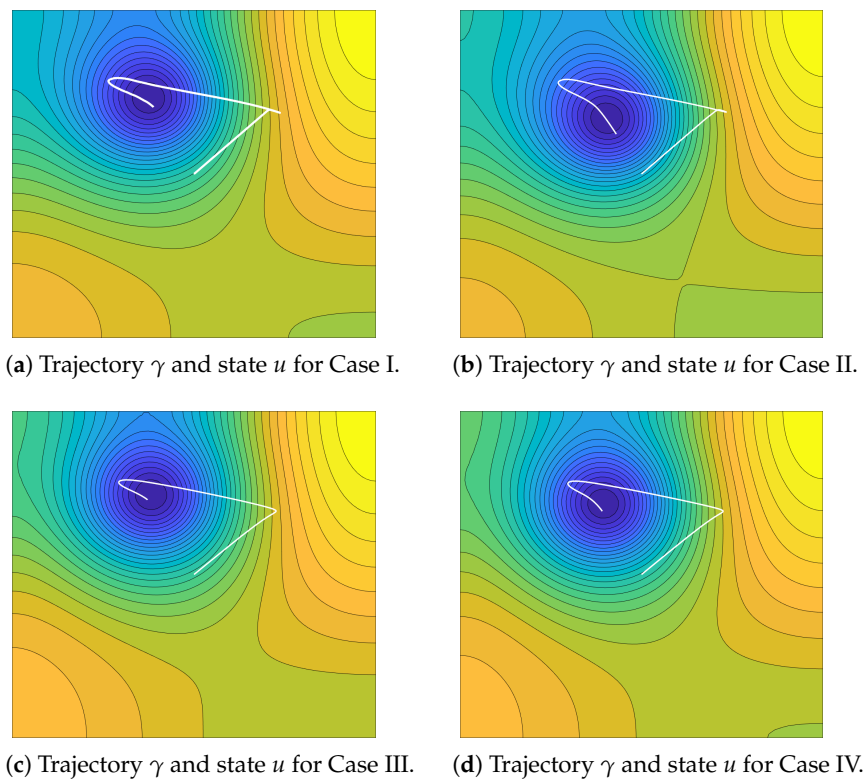 (a) Trajectory γ and state u for Case I.
(b) Trajectory γ and state u for Case II.
(c) Trajectory γ and state u for Case III.
(d) Trajectory γ and state u for Case IV.